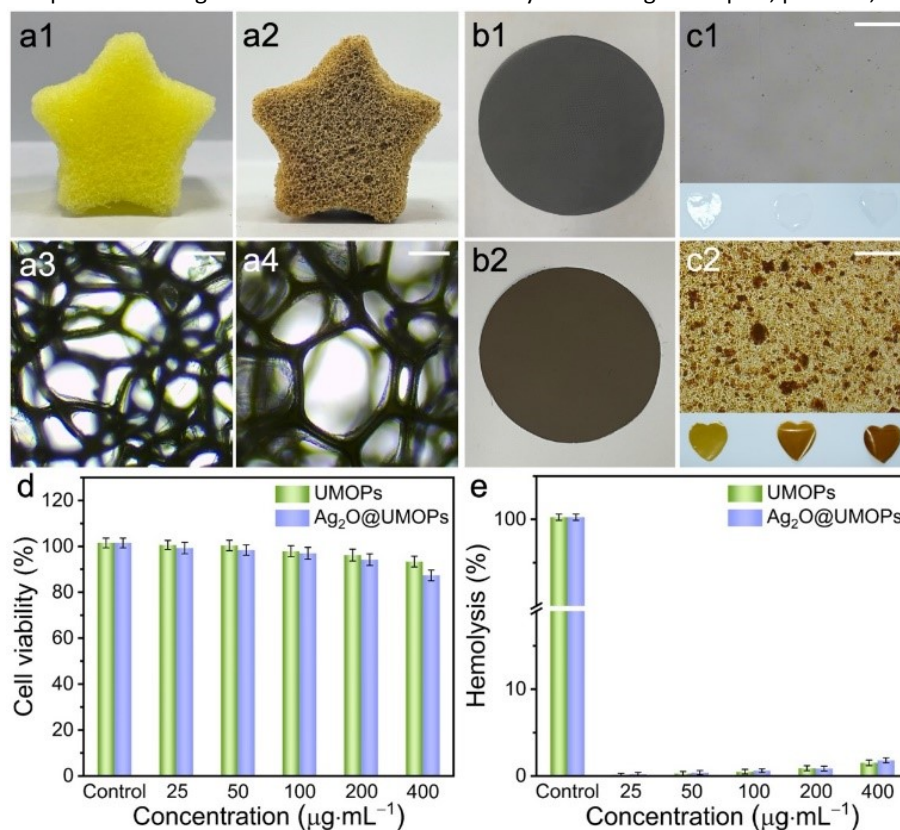 a1 a2 b1 c1
a3 a4 b2 c2
d
120
100
80
60
40
20
0
Cell viability (%)
UMOPs
Ag₂O@UMOPs
Control 25 50 100 200 400
Concentration (μg·mL⁻¹)
e
100
10
0
Hemolysis (%)
UMOPs
Ag₂O@UMOPs
Control 25 50 100 200 400
Concentration (μg·mL⁻¹)